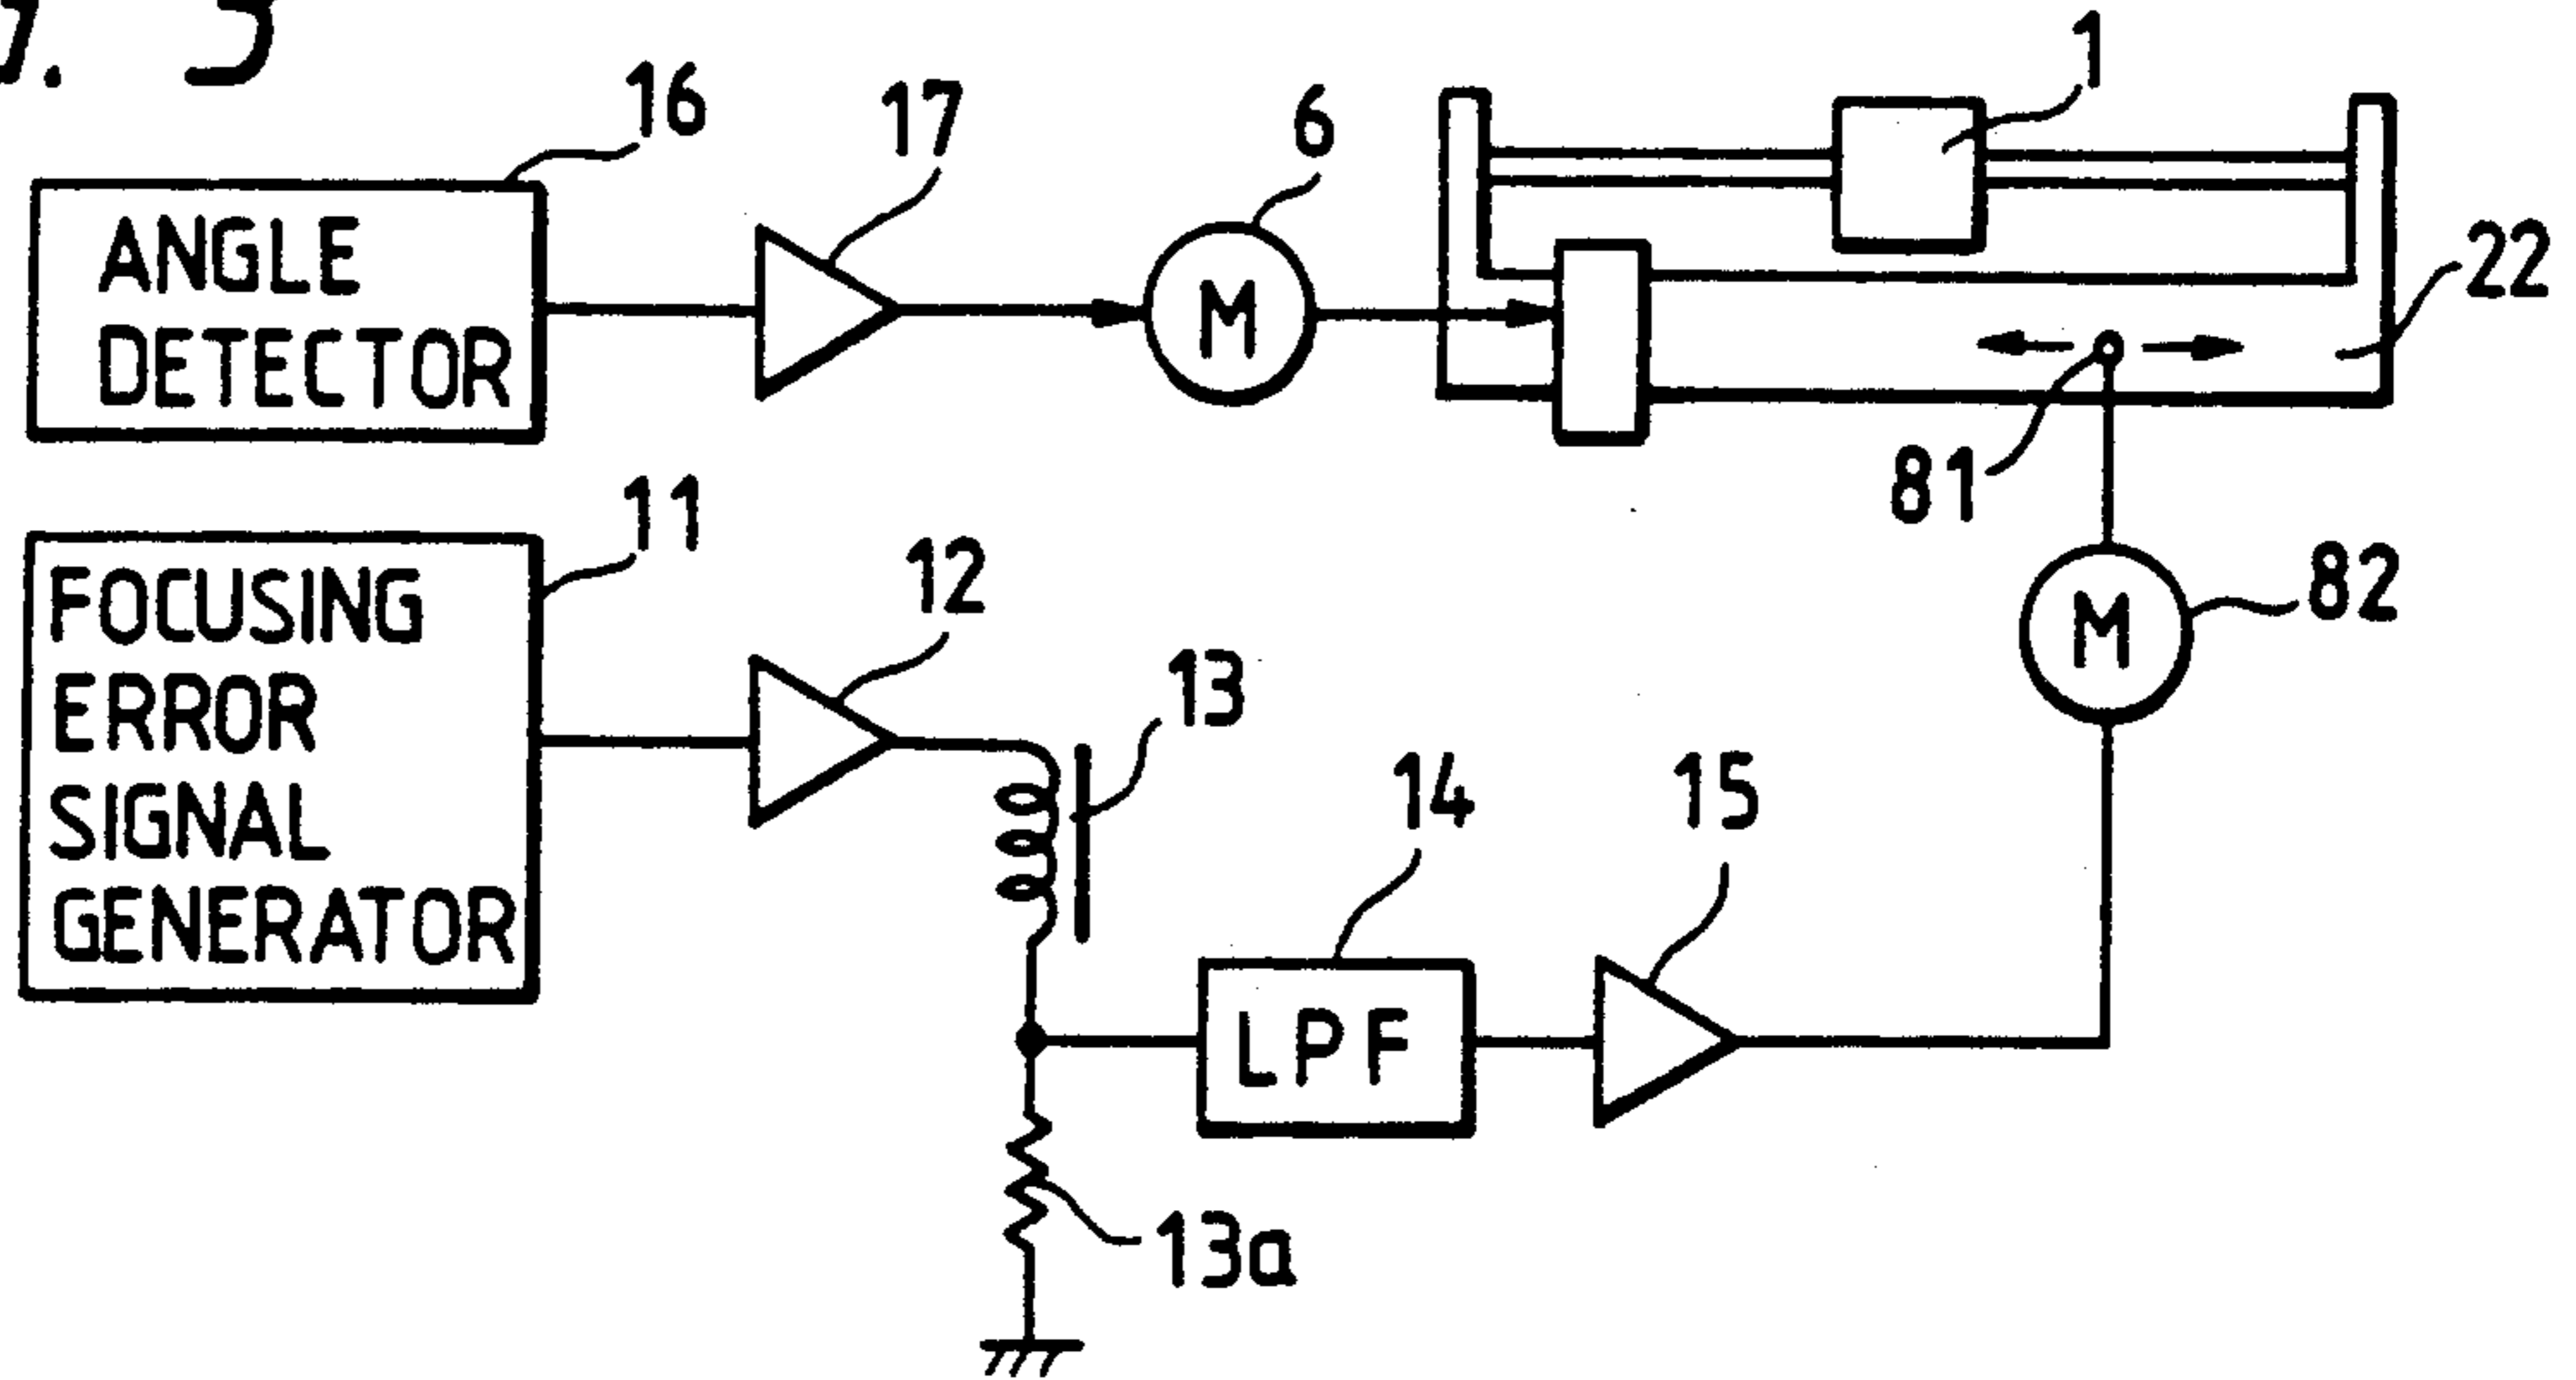 16
17
6
1
ANGLE
DETECTOR
M
22
81
11
12
FOCUSING
ERROR
SIGNAL
GENERATOR
13
M
82
14
15
LPF
13a